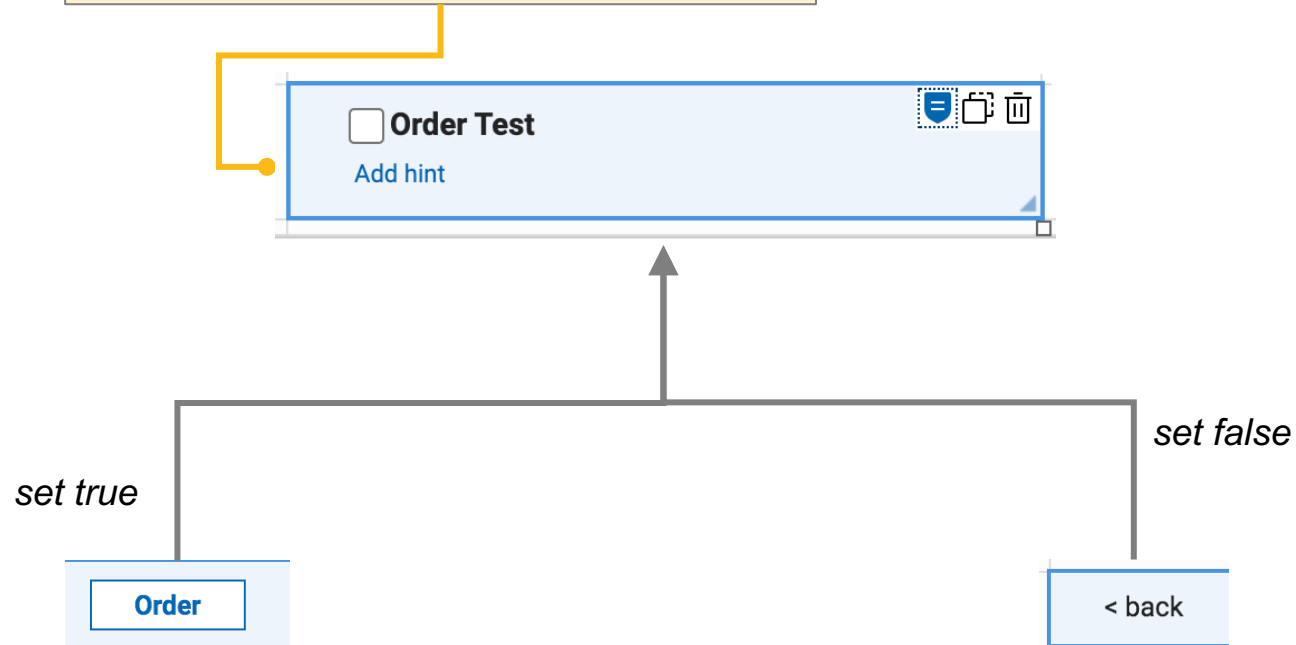 Order Test
Add hint
set false
set true
Order
< back